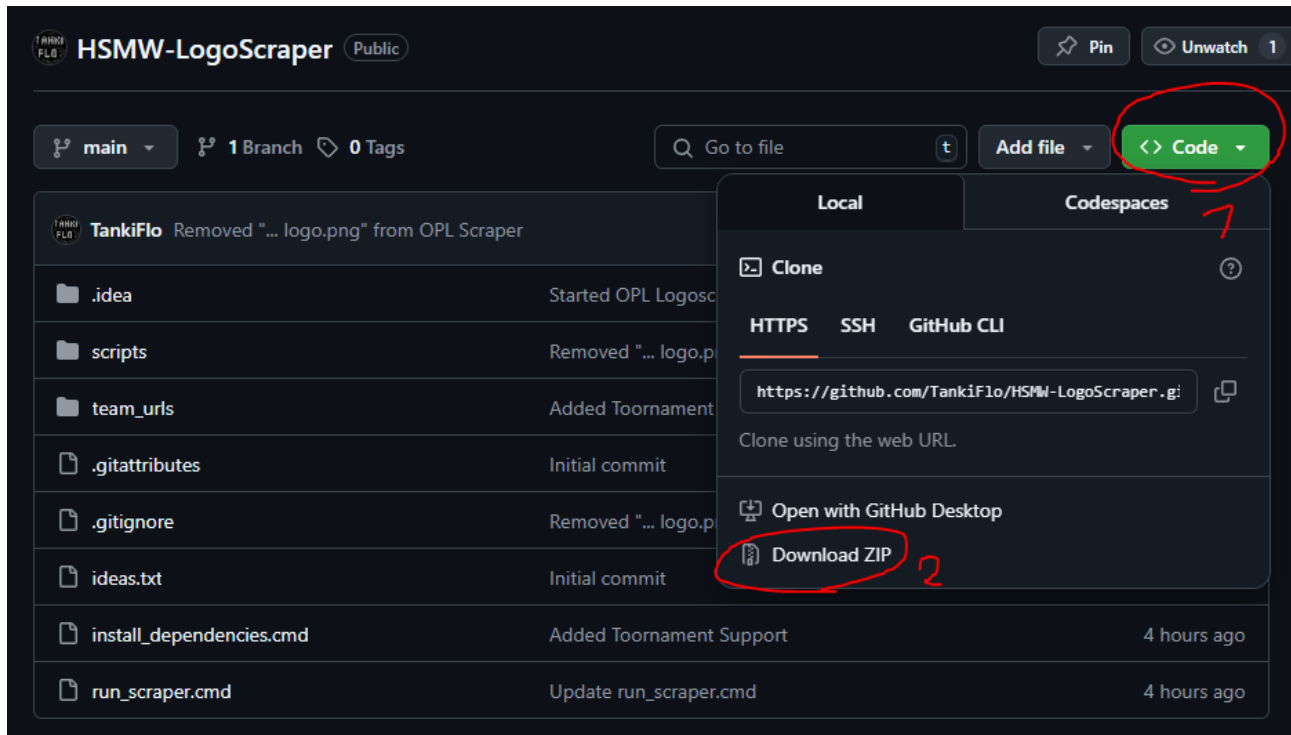 TANKI
FLO
HSMW-LogoScraper Public
Pin
Unwatch 1
main
1 Branch
0 Tags
Go to file t
Add file
<> Code
1
Local
Codespaces
TANKI
FLO
TankiFlo Removed "... logo.png" from OPL Scraper
Clone
?
HTTPS
SSH
GitHub CLI
https://github.com/TankiFlo/HSMW-LogoScraper.gi
Clone using the web URL.
Open with GitHub Desktop
Download ZIP
2
.idea Started OPL Logosc
scripts Removed "... logo.p
team_urls Added Toornament
.gitattributes Initial commit
.gitignore Removed "... logo.p
ideas.txt Initial commit
install_dependencies.cmd Added Toornament Support 4 hours ago
run_scraper.cmd Update run_scraper.cmd 4 hours ago